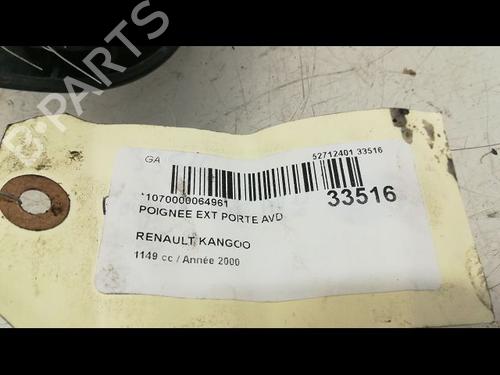 B-PARTS
GA
52712401 33516
*1070000064961
33516
POIGNEE EXT PORTE AVD
RENAULT KANGOO
1149 cc / Année 2000